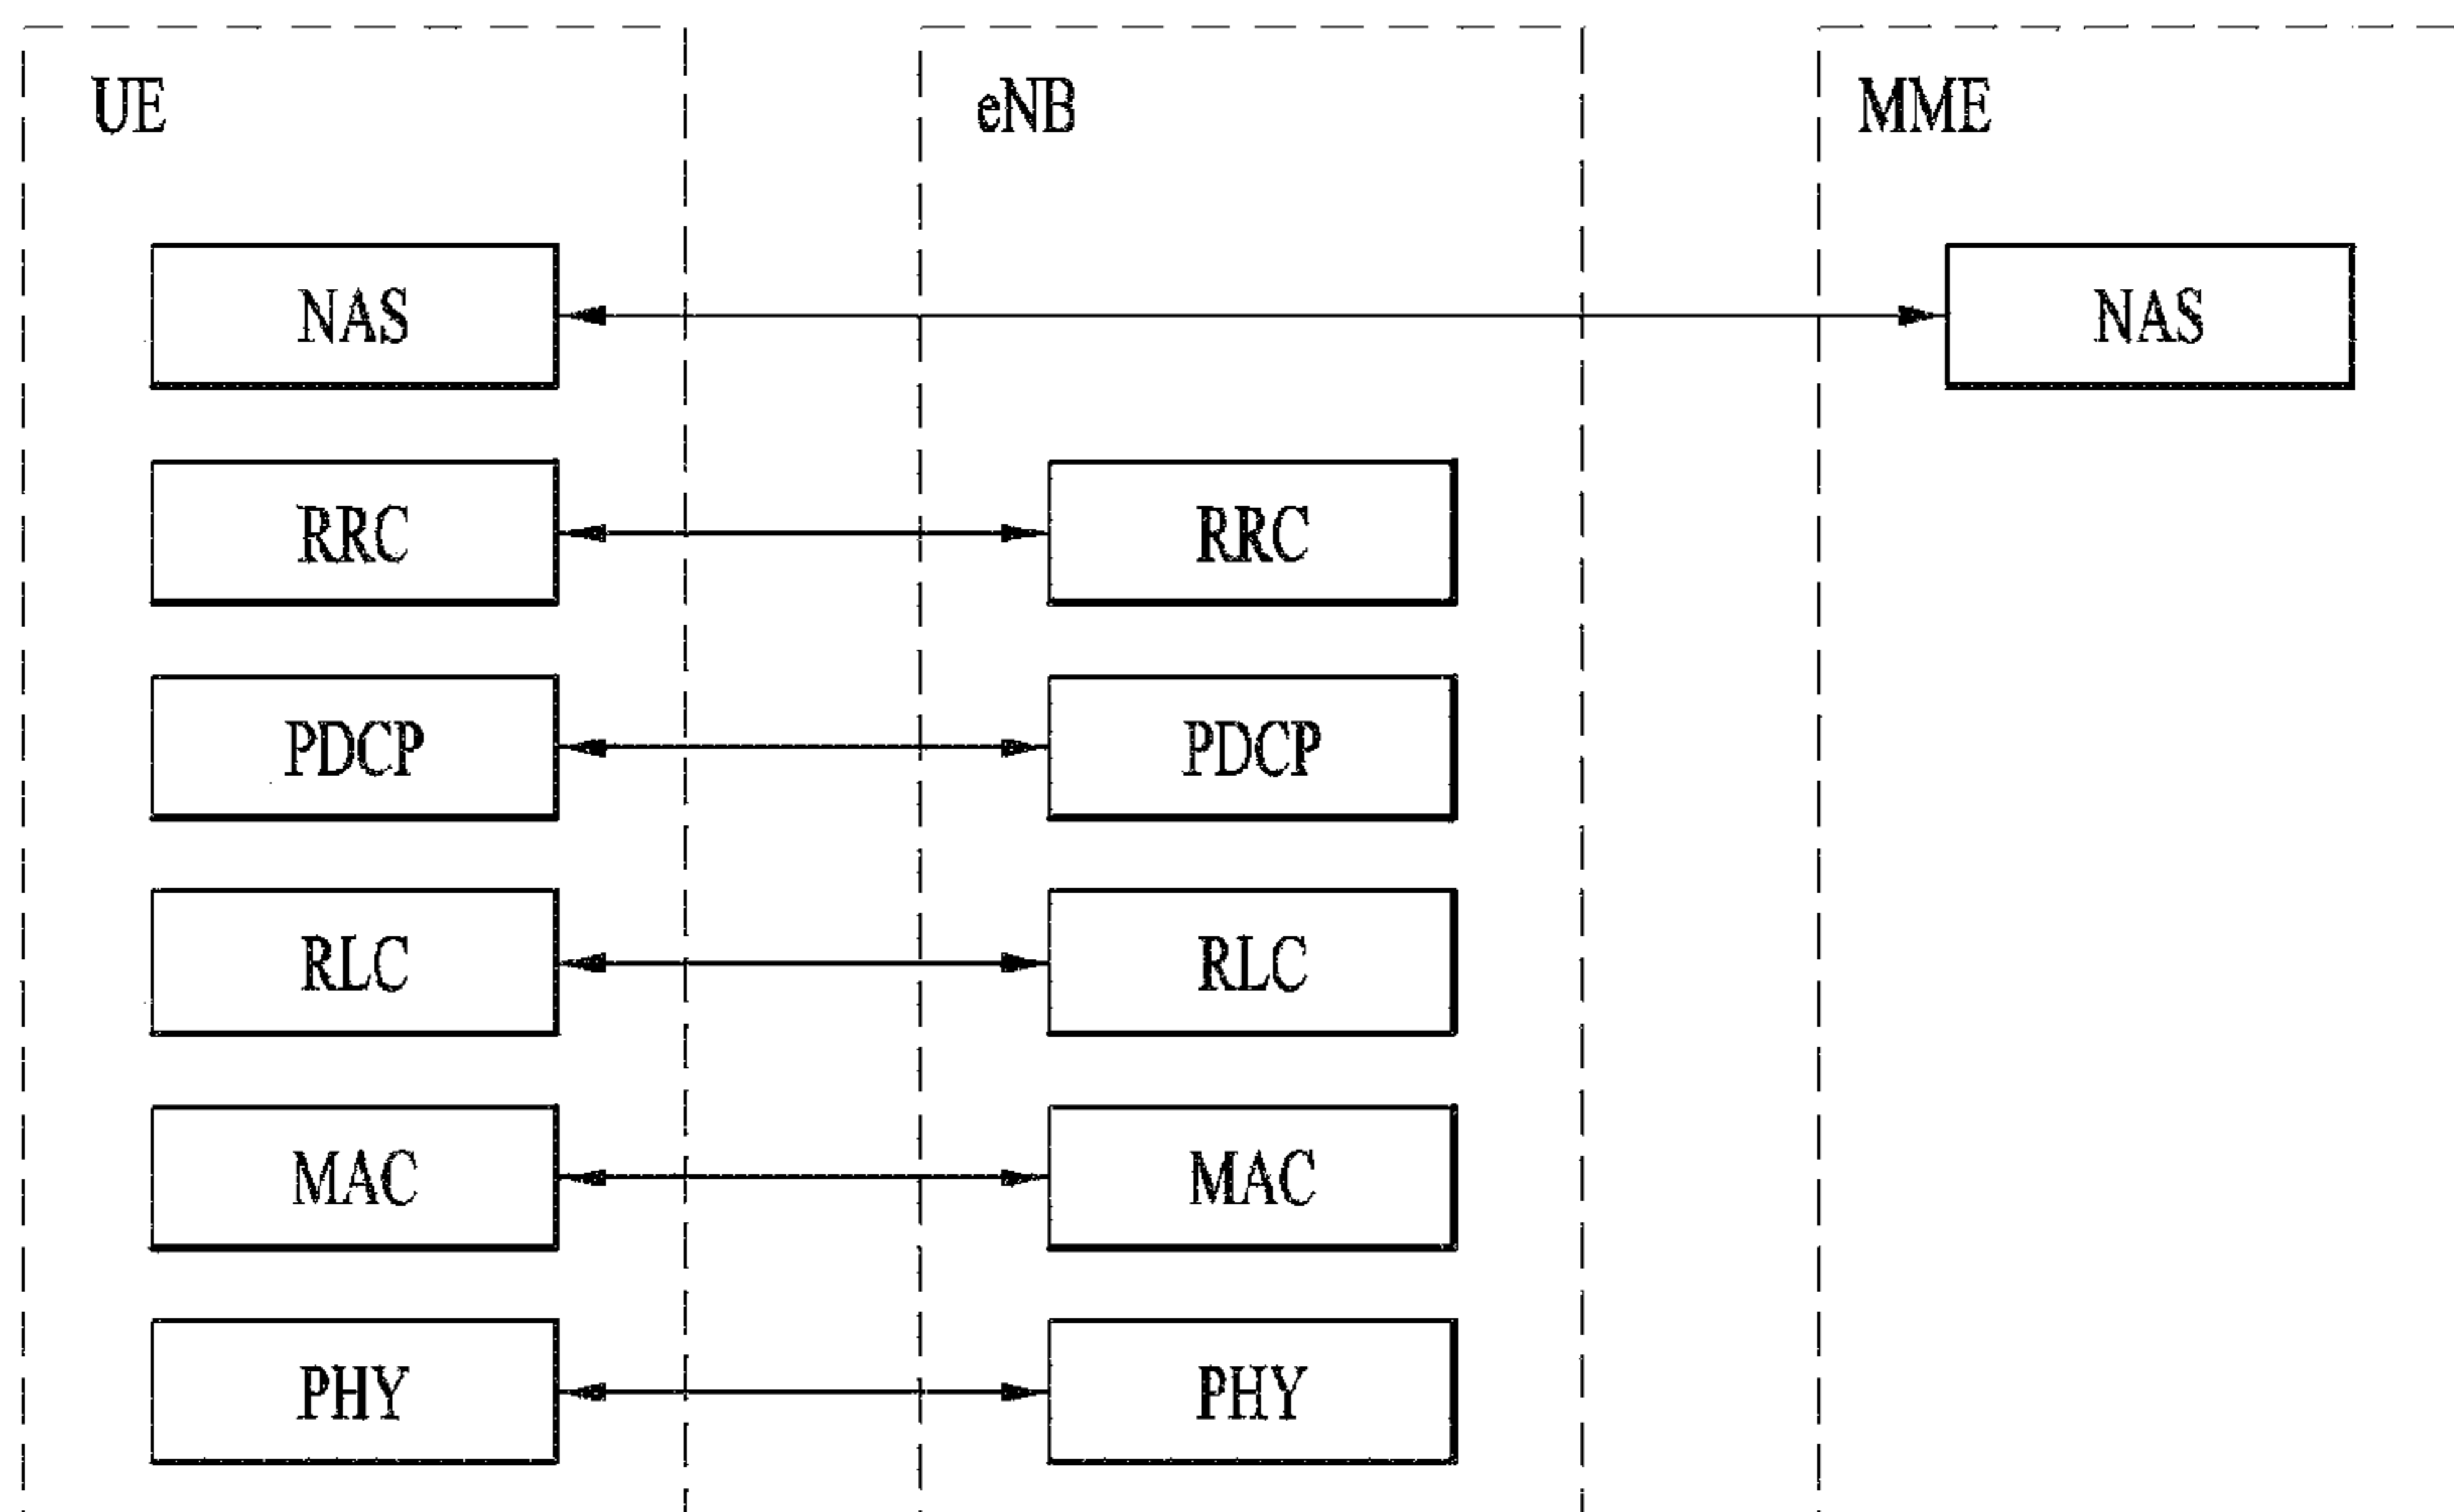 UE eNB MME
NAS NAS
RRC RRC
PDCP PDCP
RLC RLC
MAC MAC
PHY PHY